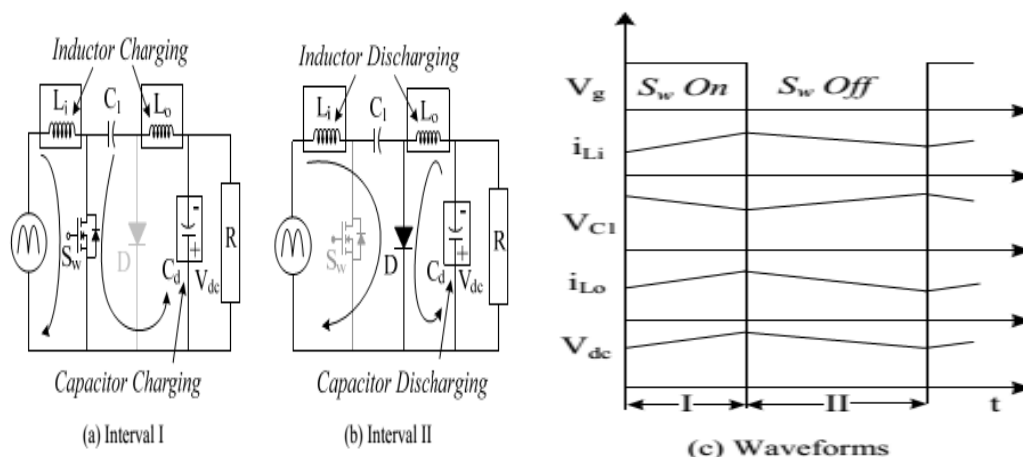 Inductor Charging
Li C1 Lo
Sw D Cd Vdc R
-
+
Capacitor Charging
(a) Interval I
Inductor Discharging
Li C1 Lo
Sw D Cd Vdc R
-
+
Capacitor Discharging
(b) Interval II
Vg Sw On Sw Off
iLi
VC1
iLo
Vdc
I II t
(c) Waveforms